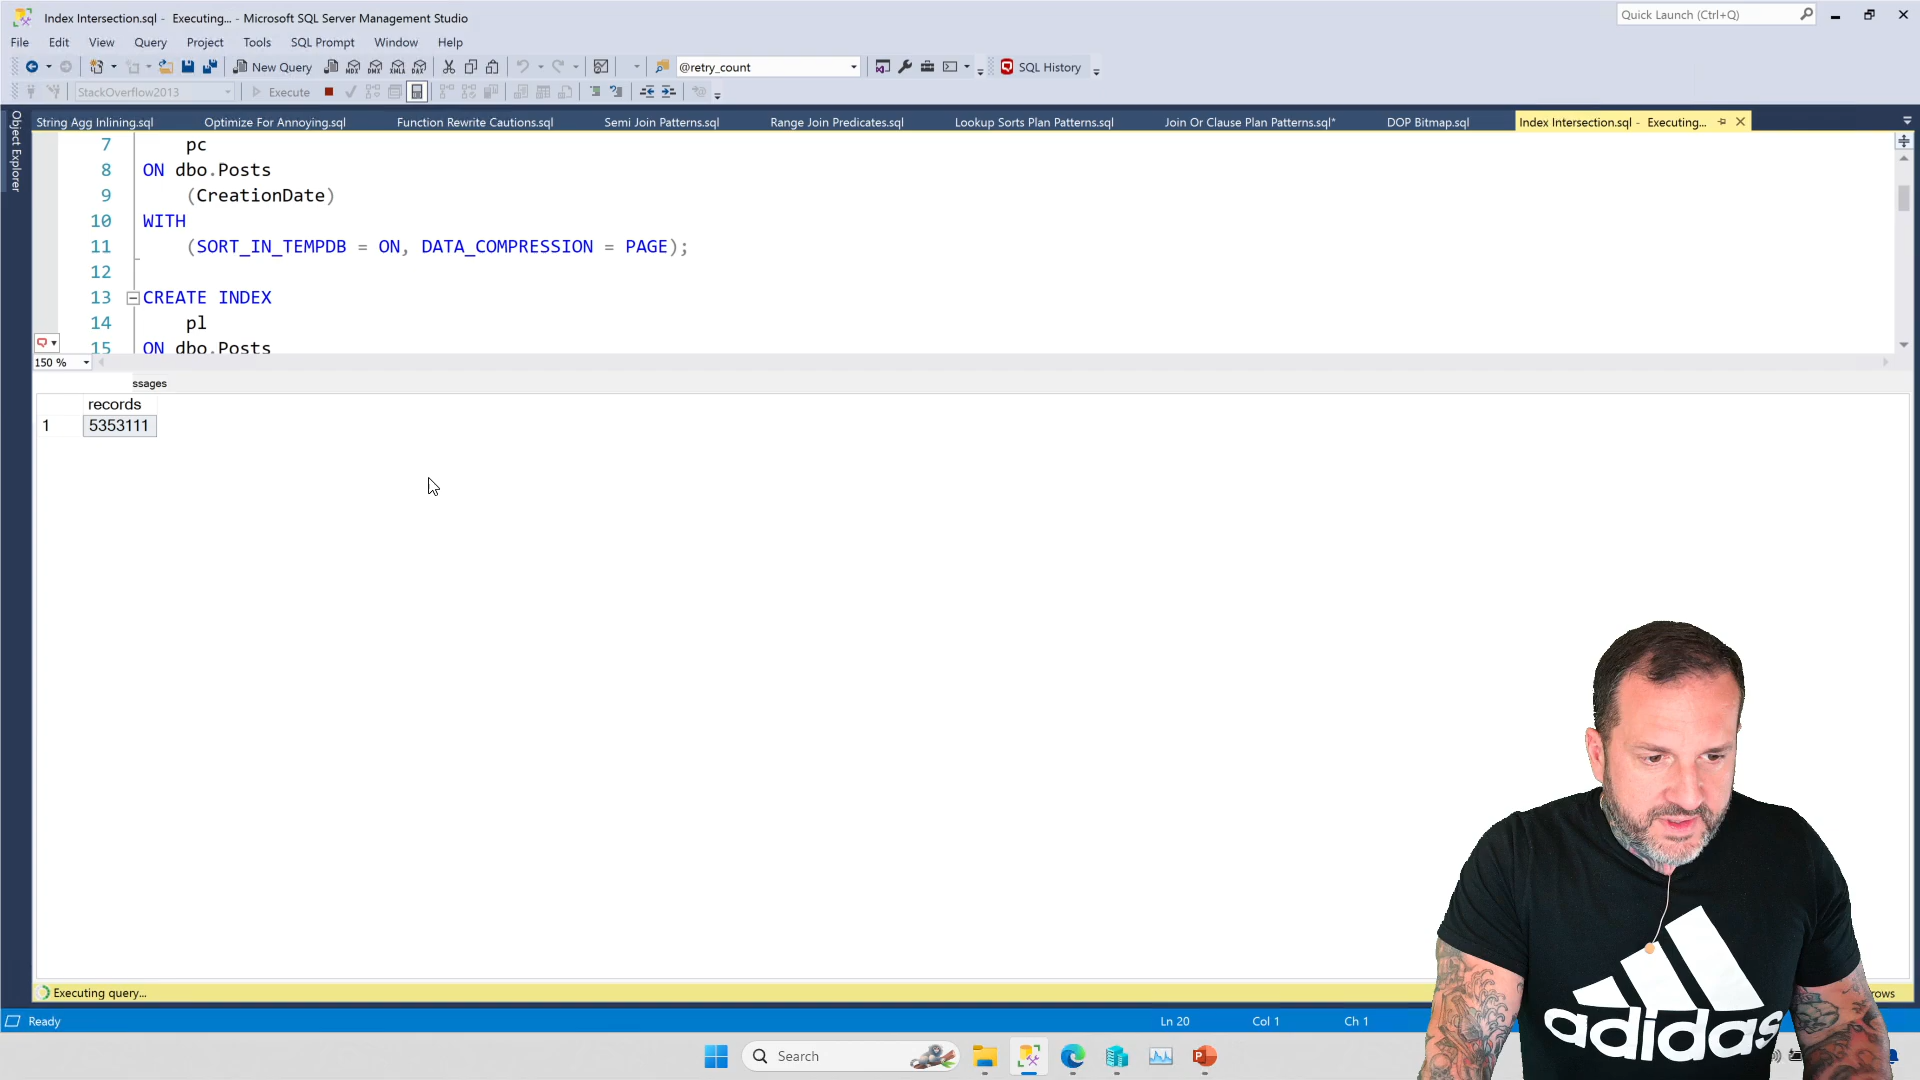 Index Intersection.sql - Executing... - Microsoft SQL Server Management Studio
Quick Launch (Ctrl+Q)
File Edit View Query Project Tools SQL Prompt Window Help
New Query
@retry_count
SQL History
StackOverflow2013
Execute
String Agg Inlining.sql Optimize For Annoying.sql Function Rewrite Cautions.sql Semi Join Patterns.sql Range Join Predicates.sql Lookup Sorts Plan Patterns.sql Join Or Clause Plan Patterns.sql* DOP Bitmap.sql Index Intersection.sql - Executing...
Object Explorer
7 pc
8 ON dbo.Posts
9 (CreationDate)
10 WITH
11 (SORT_IN_TEMPDB = ON, DATA_COMPRESSION = PAGE);
12
13 CREATE INDEX
14 pl
15 ON dbo.Posts
150 %
ssages
records
1 5353111
Executing query...
rows
Ready
Ln 20 Col 1 Ch 1
Search
adidas